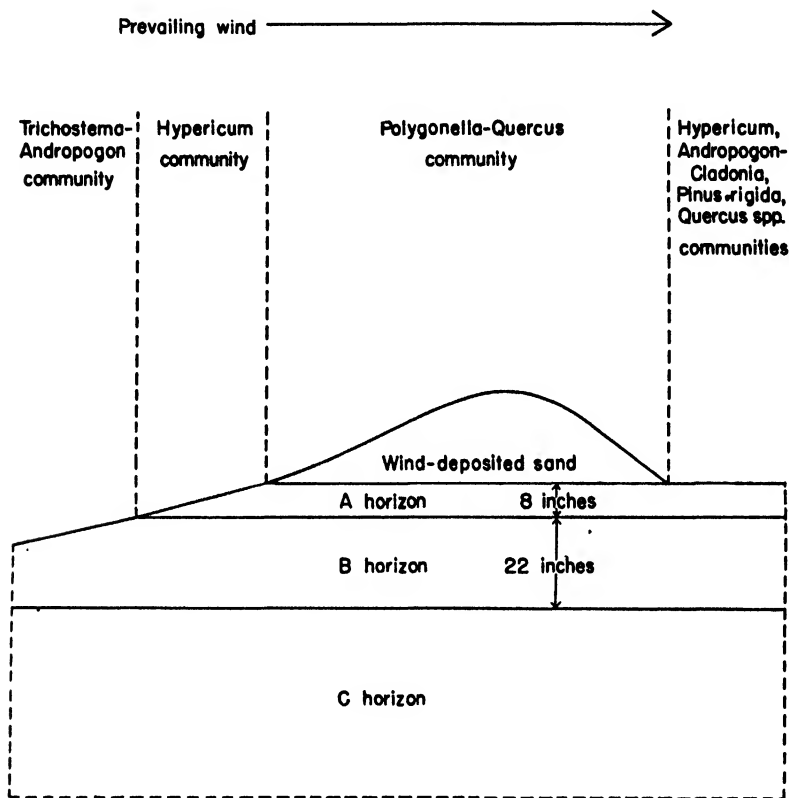 Prevailing wind
Trichostema-
Andropogon
community
Hypericum
community
Polygonella-Quercus
community
Hypericum,
Andropogon-
Cladonia,
Pinus rigida,
Quercus spp.
communities
Wind-deposited sand
A horizon 8 inches
B horizon 22 inches
C horizon